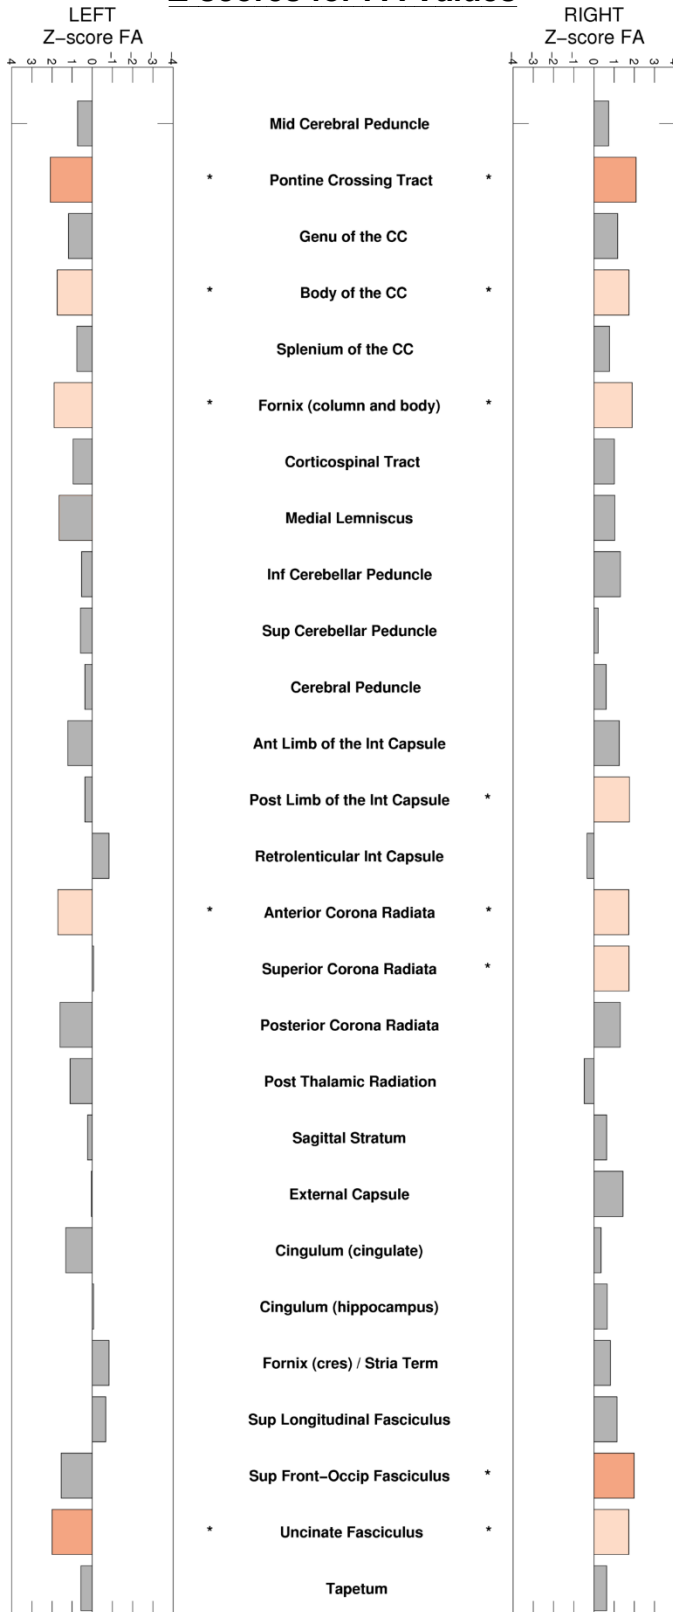 Z-scores for FA values
LEFT
Z−score FA
4 3 2 1 0 −1 −2 −3 −4
RIGHT
Z−score FA
−4 −3 −2 −1 0 1 2 3 4
Mid Cerebral Peduncle
* Pontine Crossing Tract *
Genu of the CC
* Body of the CC *
Splenium of the CC
* Fornix (column and body) *
Corticospinal Tract
Medial Lemniscus
Inf Cerebellar Peduncle
Sup Cerebellar Peduncle
Cerebral Peduncle
Ant Limb of the Int Capsule
Post Limb of the Int Capsule *
Retrolenticular Int Capsule
* Anterior Corona Radiata *
Superior Corona Radiata *
Posterior Corona Radiata
Post Thalamic Radiation
Sagittal Stratum
External Capsule
Cingulum (cingulate)
Cingulum (hippocampus)
Fornix (cres) / Stria Term
Sup Longitudinal Fasciculus
Sup Front−Occip Fasciculus *
* Uncinate Fasciculus *
Tapetum